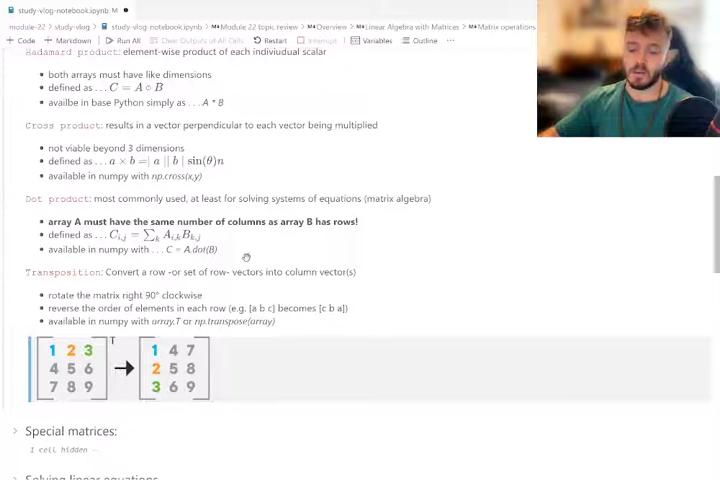 study-vlog-notebook.ipynb M
module-22 > study-vlog > study-vlog-notebook.ipynb > M↓ Module 22 topic review > M↓ Overview > M↓ Linear Algebra with Matrices > M↓ Matrix operations
+ Code + Markdown Run All Clear Outputs of All Cells Restart Interrupt Variables Outline ...
Hadamard product: element-wise product of each indiviudual scalar
• both arrays must have like dimensions
• defined as ... C = A ∘ B
• availbe in base Python simply as ... A * B
Cross product: results in a vector perpendicular to each vector being multiplied
• not viable beyond 3 dimensions
• defined as ... a × b =| a || b | sin(θ)n
• available in numpy with np.cross(x,y)
Dot product: most commonly used, at least for solving systems of equations (matrix algebra)
• array A must have the same number of columns as array B has rows!
• defined as ... C_{i,j} = ∑_k A_{i,k}B_{k,j}
• available in numpy with ... C = A.dot(B)
Transposition: Convert a row -or set of row- vectors into column vector(s)
• rotate the matrix right 90° clockwise
• reverse the order of elements in each row (e.g. [a b c] becomes [c b a])
• available in numpy with array.T or np.transpose(array)
1 2 3 T 1 4 7
4 5 6 → 2 5 8
7 8 9 3 6 9
> Special matrices:
1 cell hidden ...
> Solving linear equations